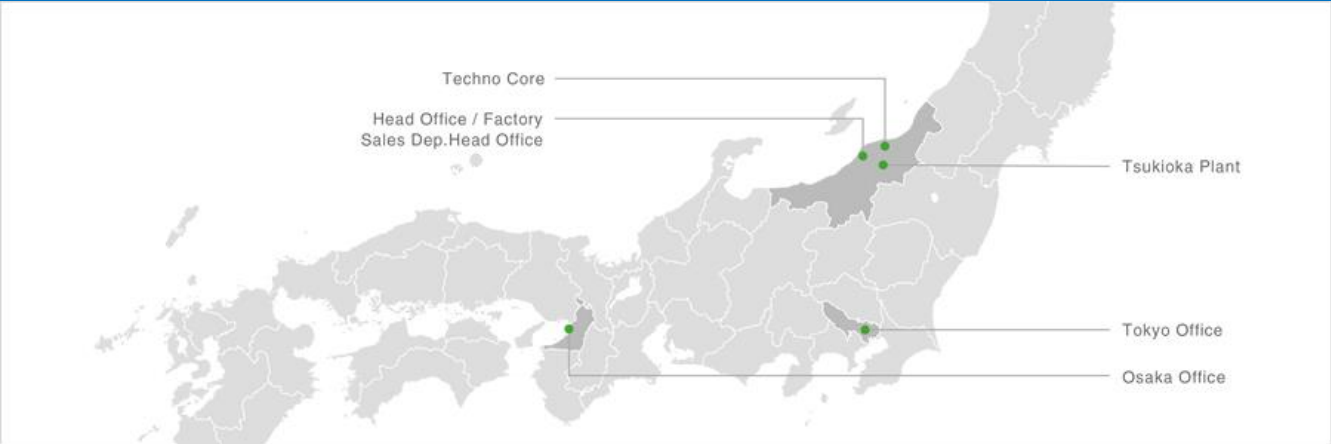 Techno Core
Head Office / Factory
Sales Dep.Head Office
Tsukioka Plant
Tokyo Office
Osaka Office